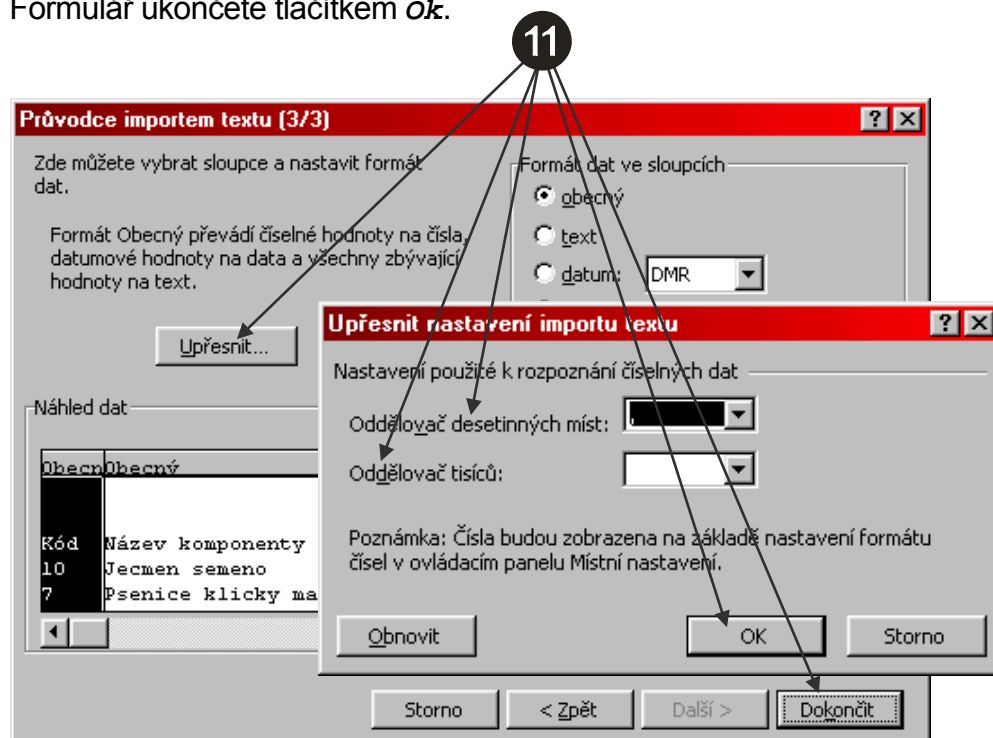 Formulář ukončete tlačítkem Ok.
11
Průvodce importem textu (3/3)
Zde můžete vybrat sloupce a nastavit formát
dat.
Formát Obecný převádí číselné hodnoty na čísla,
datumové hodnoty na data a všechny zbývající
hodnoty na text.
Upřesnit...
Formát dat ve sloupcích
obecný
text
datum: DMR
Upřesnit nastavení importu textu
Nastavení použité k rozpoznání číselných dat
Oddělovač desetinných míst: ,
Oddělovač tisíců:
Poznámka: Čísla budou zobrazena na základě nastavení formátu
čísel v ovládacím panelu Místní nastavení.
Obnovit OK Storno
Náhled dat
Obecn Obecný
Kód Název komponenty
10 Jecmen semeno
7 Psenice klicky ma
Storno < Zpět Další > Dokončit